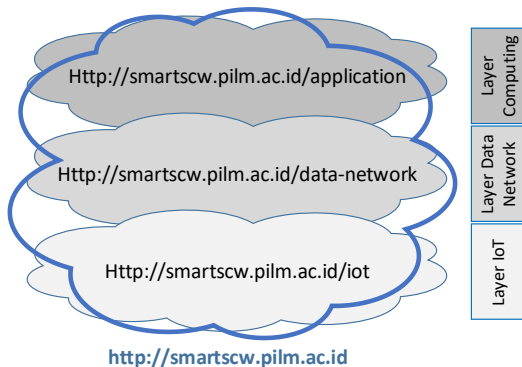 Http://smartscw.pilm.ac.id/application
Layer
Computing
Http://smartscw.pilm.ac.id/data-network
Layer Data
Network
Http://smartscw.pilm.ac.id/iot
Layer IoT
http://smartscw.pilm.ac.id